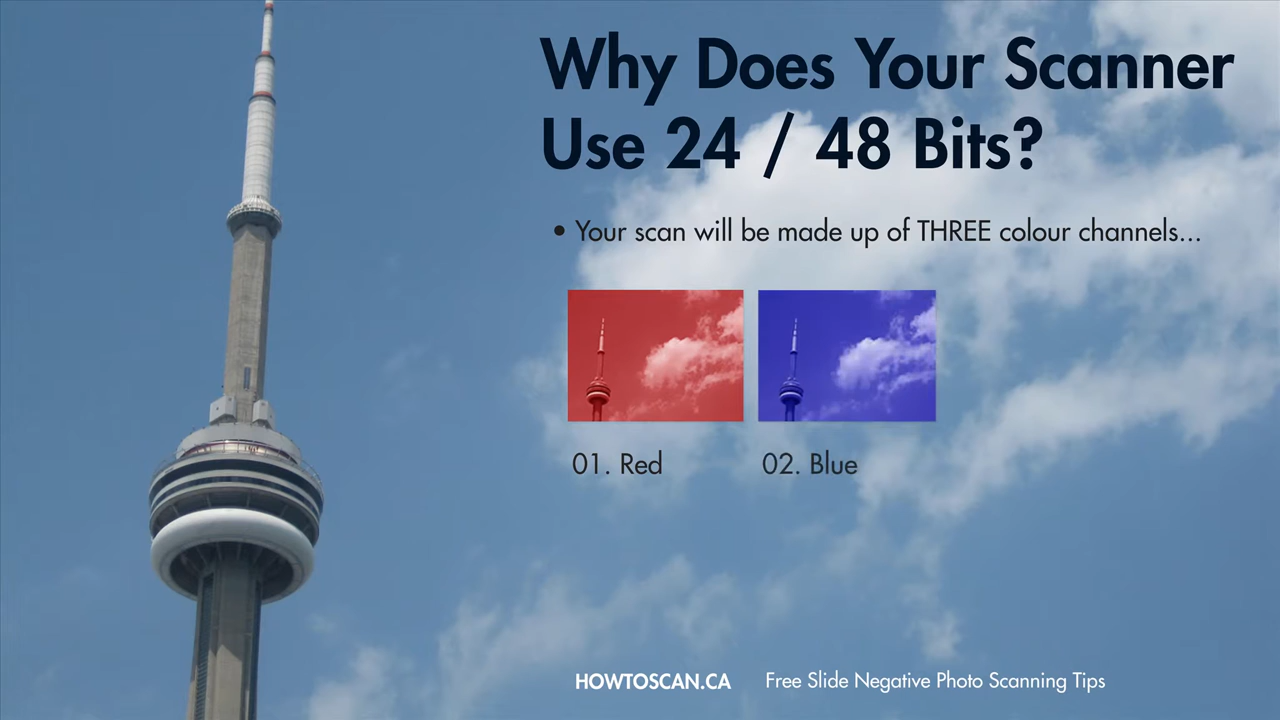 Why Does Your Scanner
Use 24 / 48 Bits?
• Your scan will be made up of THREE colour channels...
01. Red
02. Blue
HOWTOSCAN.CA
Free Slide Negative Photo Scanning Tips